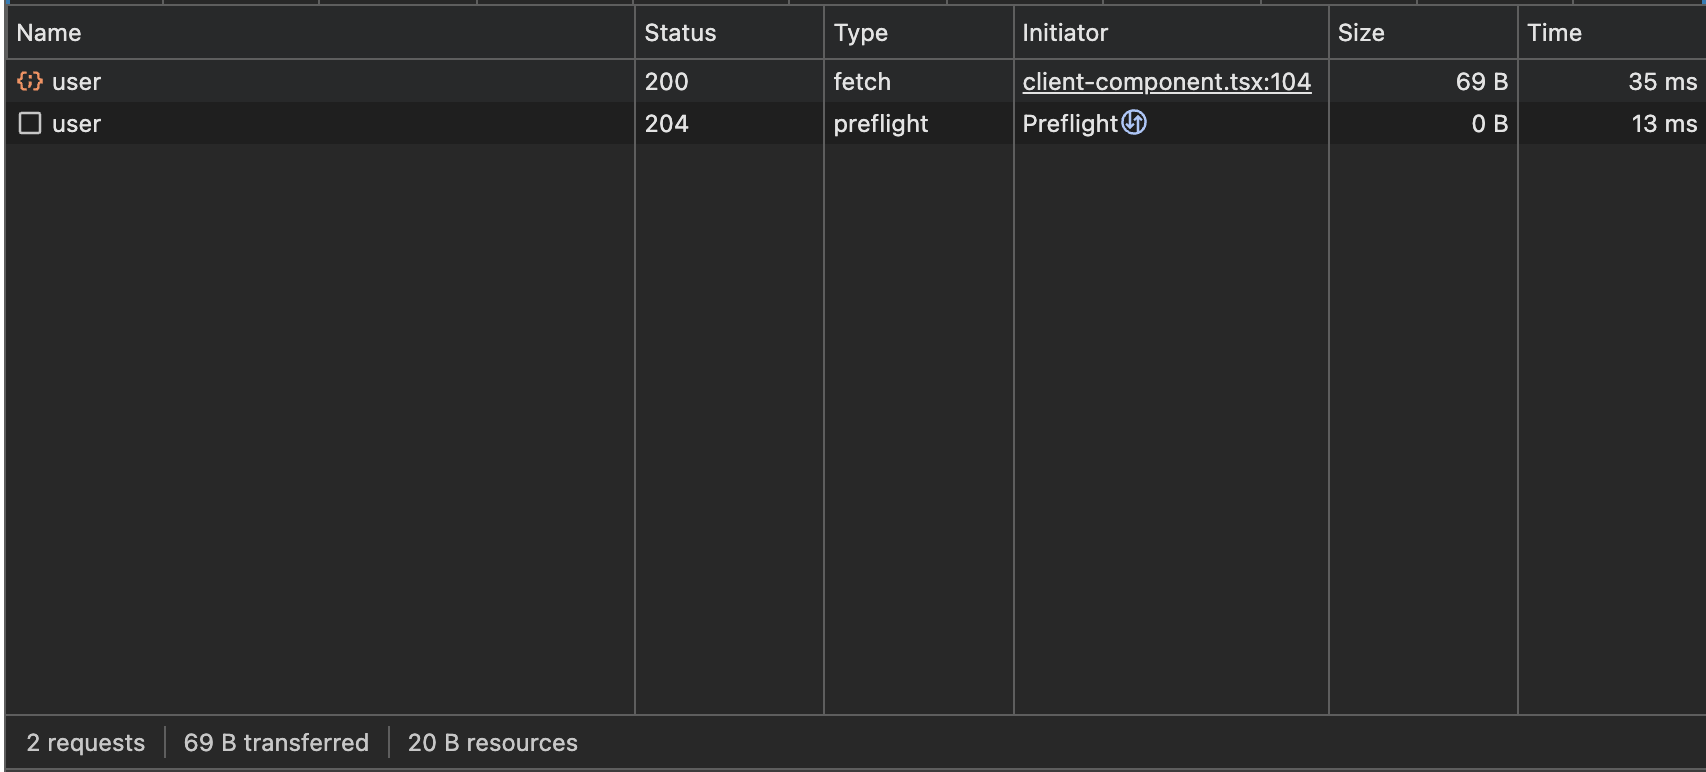 Name Status Type Initiator Size Time
user 200 fetch client-component.tsx:104 69 B 35 ms
user 204 preflight Preflight 0 B 13 ms
2 requests 69 B transferred 20 B resources